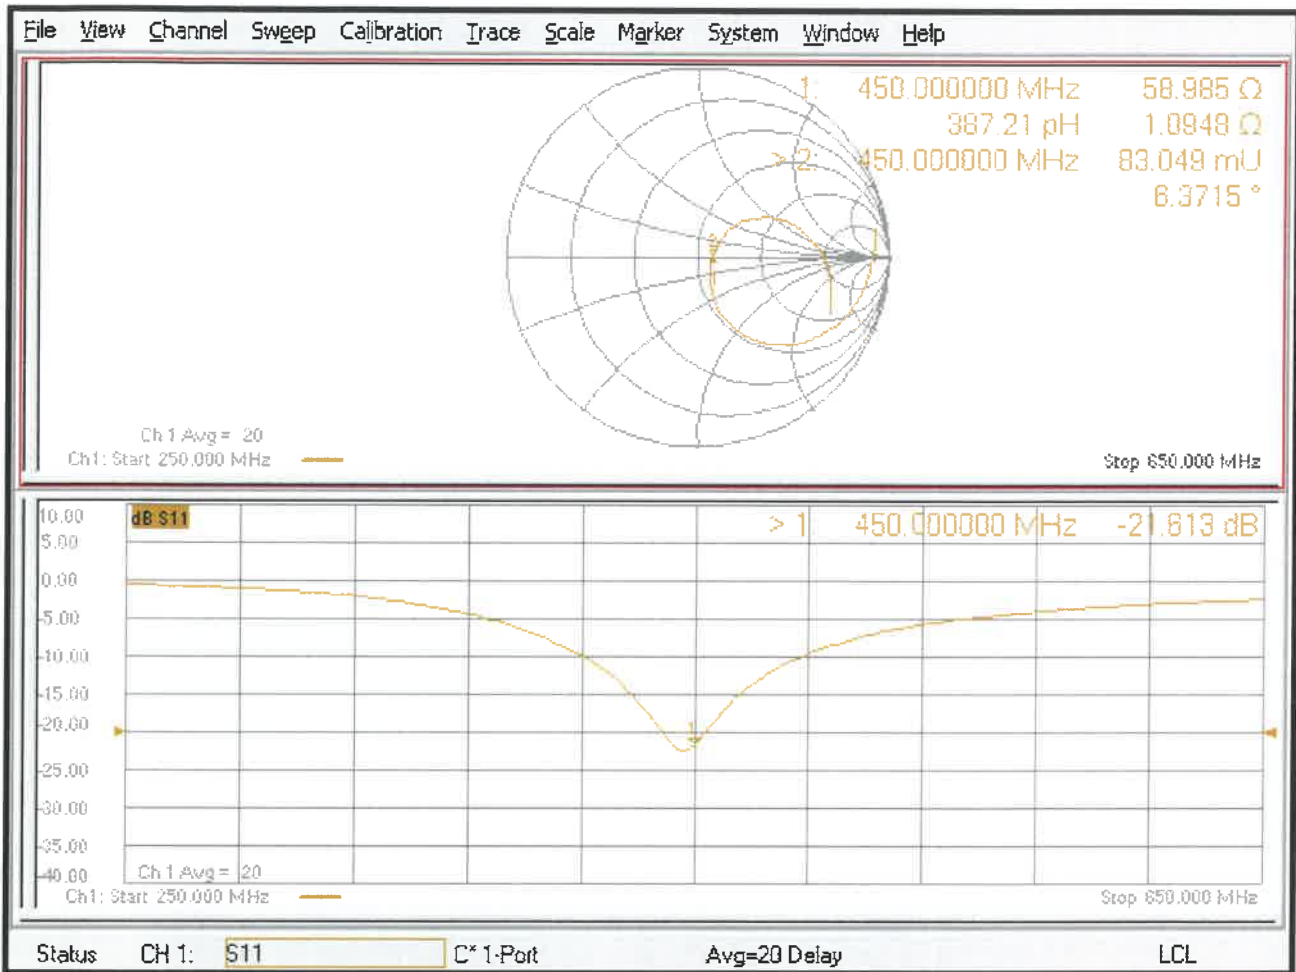 File View Channel Sweep Calibration Trace Scale Marker System Window Help
1: 450.000000 MHz 58.985 Ω
387.21 pH 1.0948 Ω
> 2: 450.000000 MHz 83.049 mU
6.3715 °
Ch 1 Avg = 20
Ch1: Start 250.000 MHz Stop 650.000 MHz
10.00 dB S11 > 1: 450.000000 MHz -21.613 dB
5.00
0.00
-5.00
-10.00
-15.00
-20.00
-25.00
-30.00
-35.00
-40.00 Ch 1 Avg = 20
Ch1: Start 250.000 MHz Stop 650.000 MHz
Status CH 1: S11 C* 1-Port Avg=20 Delay LCL